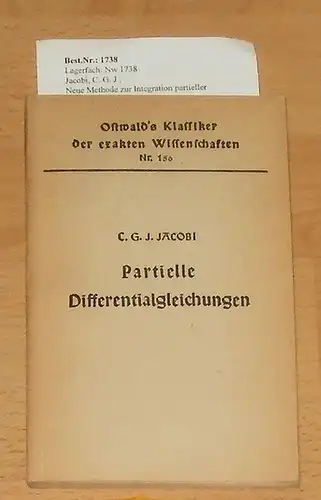 Best.Nr.: 1738
Lagerfach: Nw 1738
Jacobi, C. G. J.
Neue Methode zur Integration partieller
Ostwald's Klassiker
der exakten Wissenschaften
Nr. 156
C. G. J. JACOBI
Partielle
Differentialgleichungen